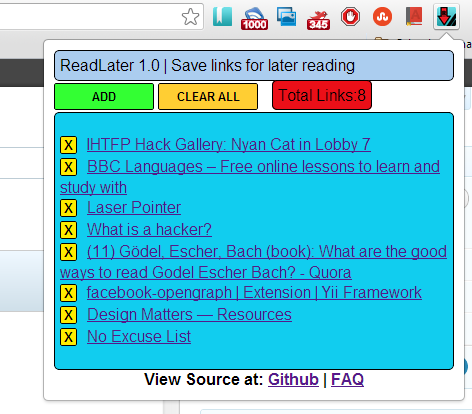 1000
345
ReadLater 1.0 | Save links for later reading
ADD CLEAR ALL Total Links:8
X IHTFP Hack Gallery: Nyan Cat in Lobby 7
X BBC Languages – Free online lessons to learn and
study with
X Laser Pointer
X What is a hacker?
X (11) Gödel, Escher, Bach (book): What are the good
ways to read Godel Escher Bach? - Quora
X facebook-opengraph | Extension | Yii Framework
X Design Matters — Resources
X No Excuse List
View Source at: Github | FAQ